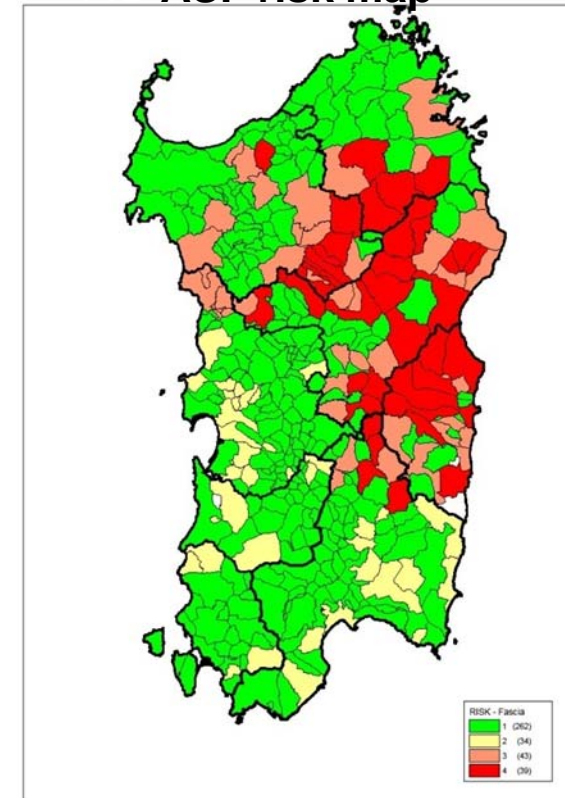 ASF risk map
RISK - Fascia
1 (262)
2 (34)
3 (43)
4 (39)